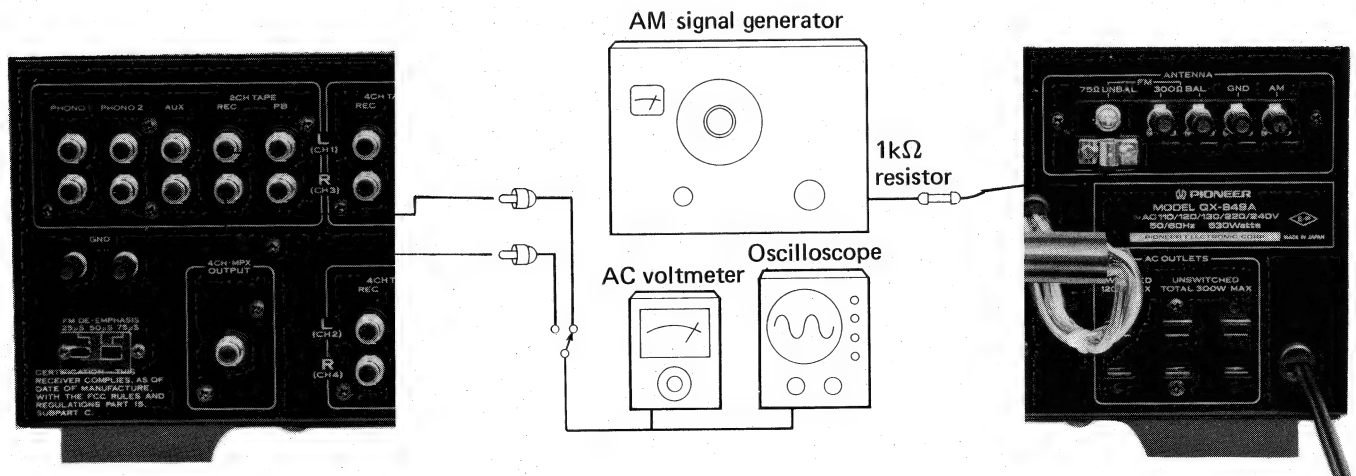 AM signal generator
PHONO 1 PHONO 2 AUX
2CH TAPE
REC PB
4CH TA
REC
L
(CH1)
R
(CH3)
GND
4CH-MPX
OUTPUT
4CH T
REC
L
(CH2)
R
(CH4)
FM DE-EMPHASIS
25µS 50µS 75µS
CERTIFICATION THIS
RECEIVER COMPLIES, AS OF
DATE OF MANUFACTURE,
WITH THE FCC RULES AND
REGULATIONS PART 15,
SUBPART C.
1kΩ
resistor
AC voltmeter
Oscilloscope
ANTENNA
FM
75Ω UNBAL 300Ω BAL GND AM
PIONEER
MODEL QX-949A
AC 110/120/130/220/240V
50/60Hz 630Watts
PIONEER ELECTRONIC CORP.
MADE IN JAPAN
AC OUTLETS
UNSWITCHED
TOTAL 300W MAX